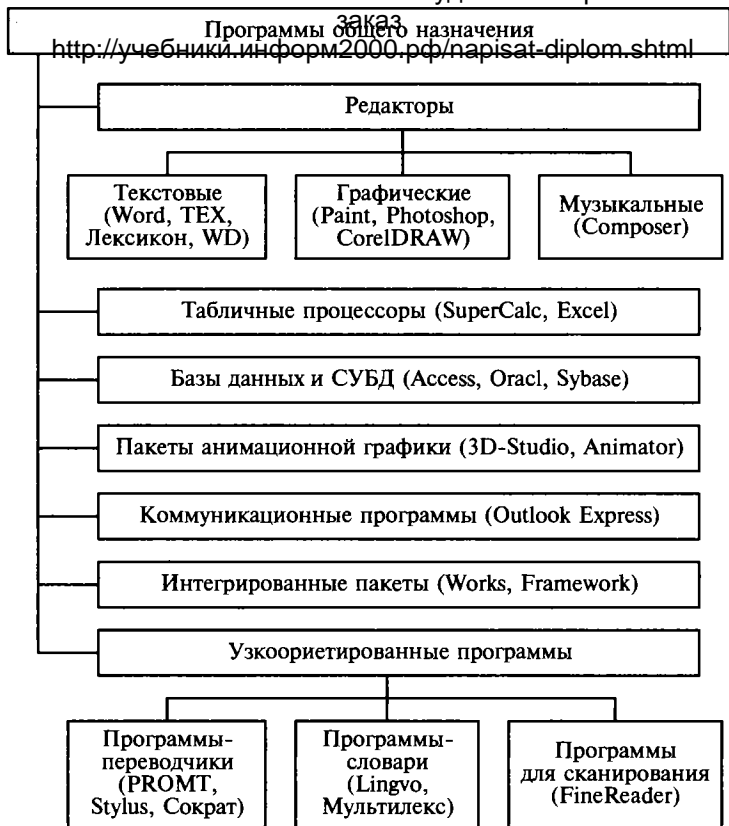 Программы общего назначения
заказ
http://учебники.информ2000.рф/napisat-diplom.shtml
Редакторы
Текстовые
(Word, TEX,
Лексикон, WD)
Графические
(Paint, Photoshop,
CorelDRAW)
Музыкальные
(Composer)
Табличные процессоры (SuperCalc, Excel)
Базы данных и СУБД (Access, Oracl, Sybase)
Пакеты анимационной графики (3D-Studio, Animator)
Коммуникационные программы (Outlook Express)
Интегрированные пакеты (Works, Framework)
Узкоориетированные программы
Программы-
переводчики
(PROMT,
Stylus, Сократ)
Программы-
словари
(Lingvo,
Мультилекс)
Программы
для сканирования
(FineReader)